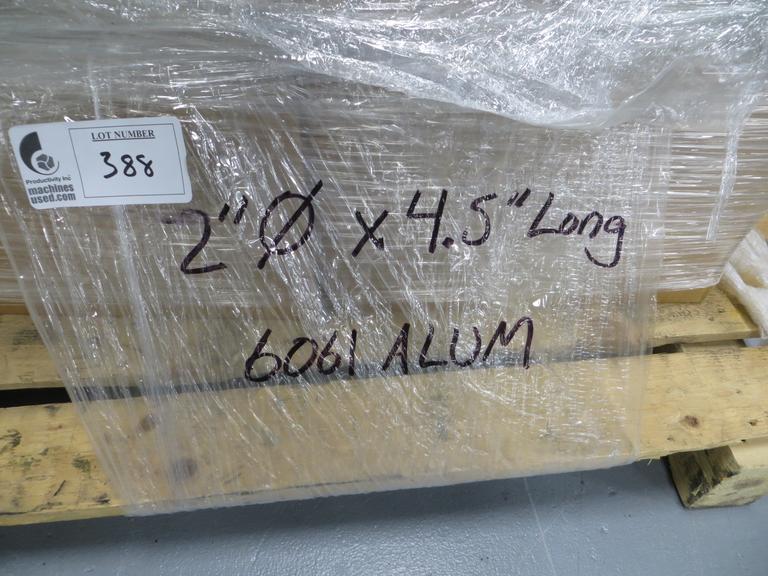 LOT NUMBER
388
Productivity Inc
machines
used.com
2"Ø x 4.5" Long
6061 ALUM